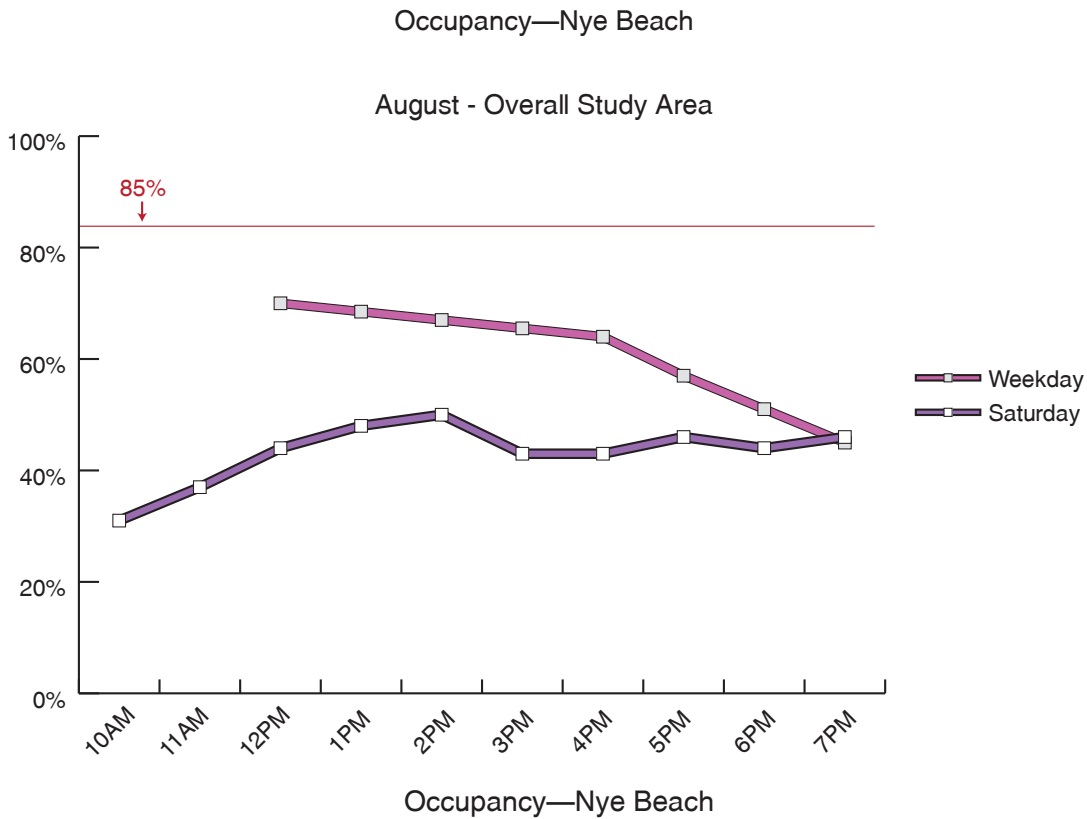 Occupancy—Nye Beach
August - Overall Study Area
100%
85%
80%
60%
40%
20%
0%
Weekday
Saturday
10AM 11AM 12PM 1PM 2PM 3PM 4PM 5PM 6PM 7PM
Occupancy—Nye Beach